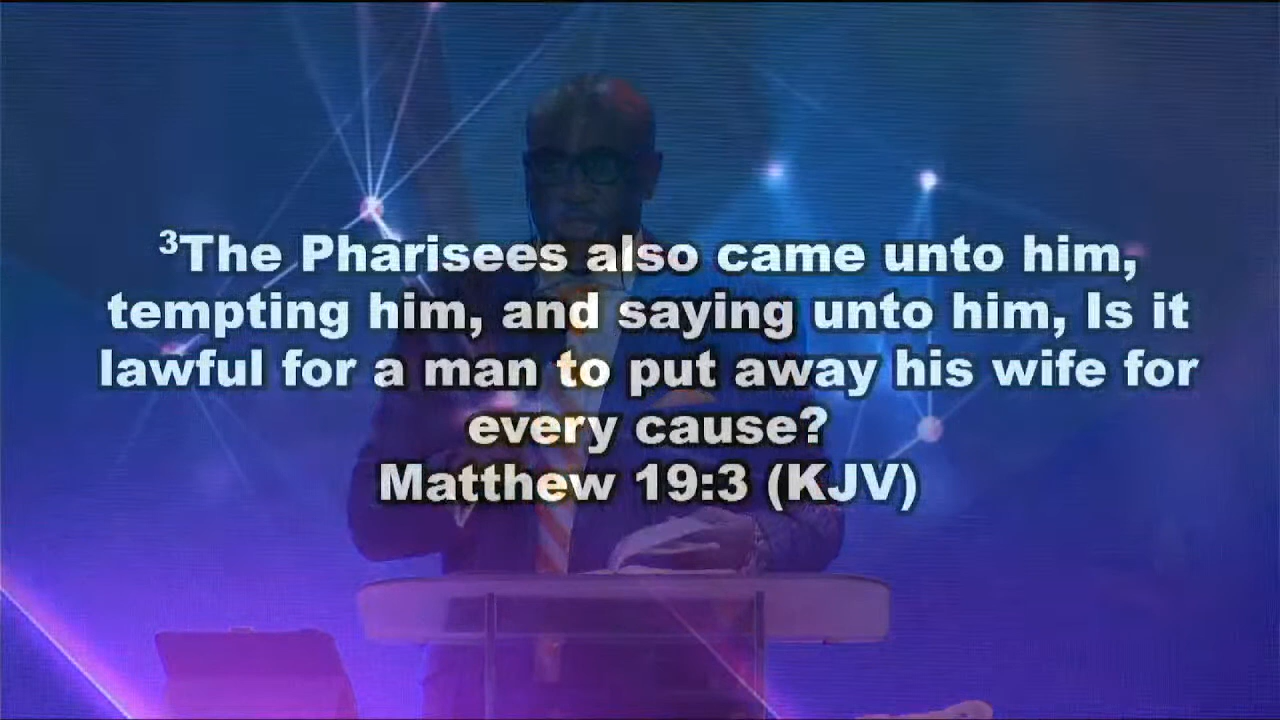 ³The Pharisees also came unto him,
tempting him, and saying unto him, Is it
lawful for a man to put away his wife for
every cause?
Matthew 19:3 (KJV)